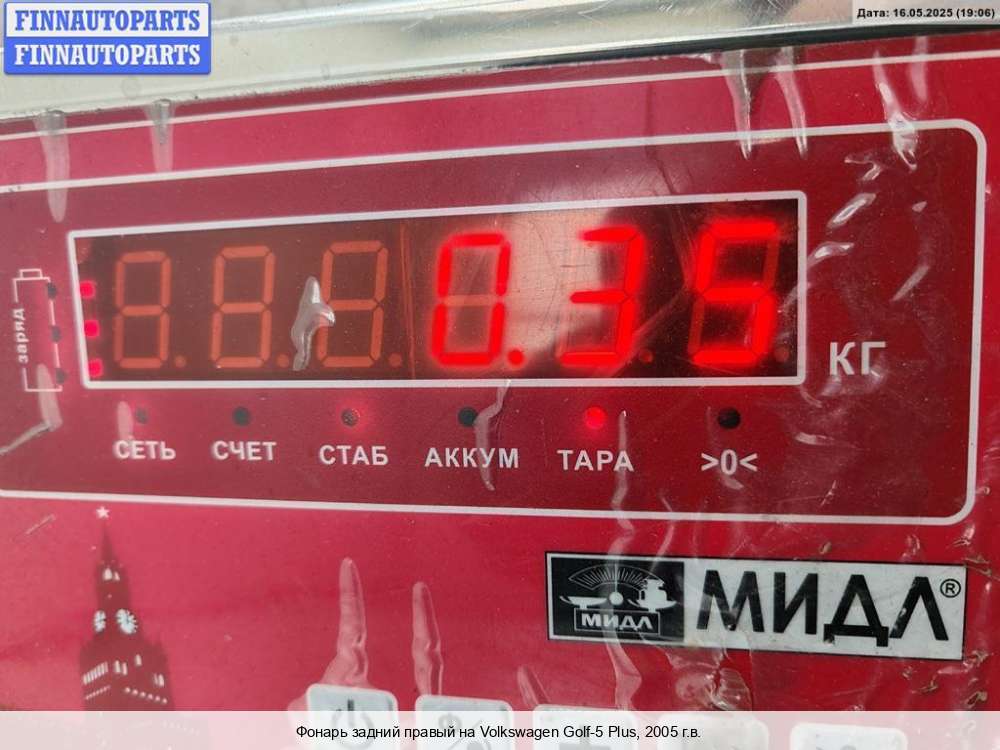 FINNAUTOPARTS
FINNAUTOPARTS
Дата: 16.05.2025 (19:06)
заряд
0.35
КГ
СЕТЬ СЧЕТ СТАБ АККУМ ТАРА >0<
МИДЛ МИДЛ®
Фонарь задний правый на Volkswagen Golf-5 Plus, 2005 г.в.